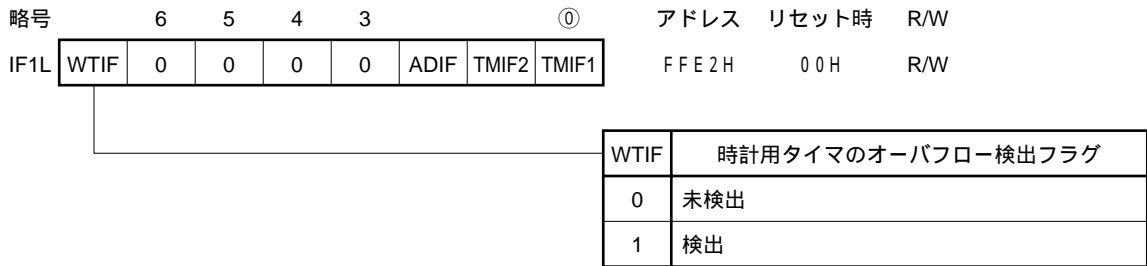 略号 6 5 4 3 ⓪ アドレス リセット時 R/W
IF1L WTIF 0 0 0 0 ADIF TMIF2 TMIF1 FFE2H 00H R/W
WTIF 時計用タイマのオーバフロー検出フラグ
0 未検出
1 検出